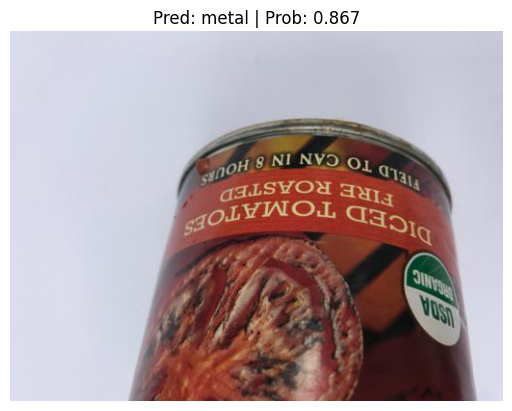 Pred: metal | Prob: 0.867
FIELD TO CAN IN 8 HOURS
DICED TOMATOES
FIRE ROASTED
USDA
ORGANIC